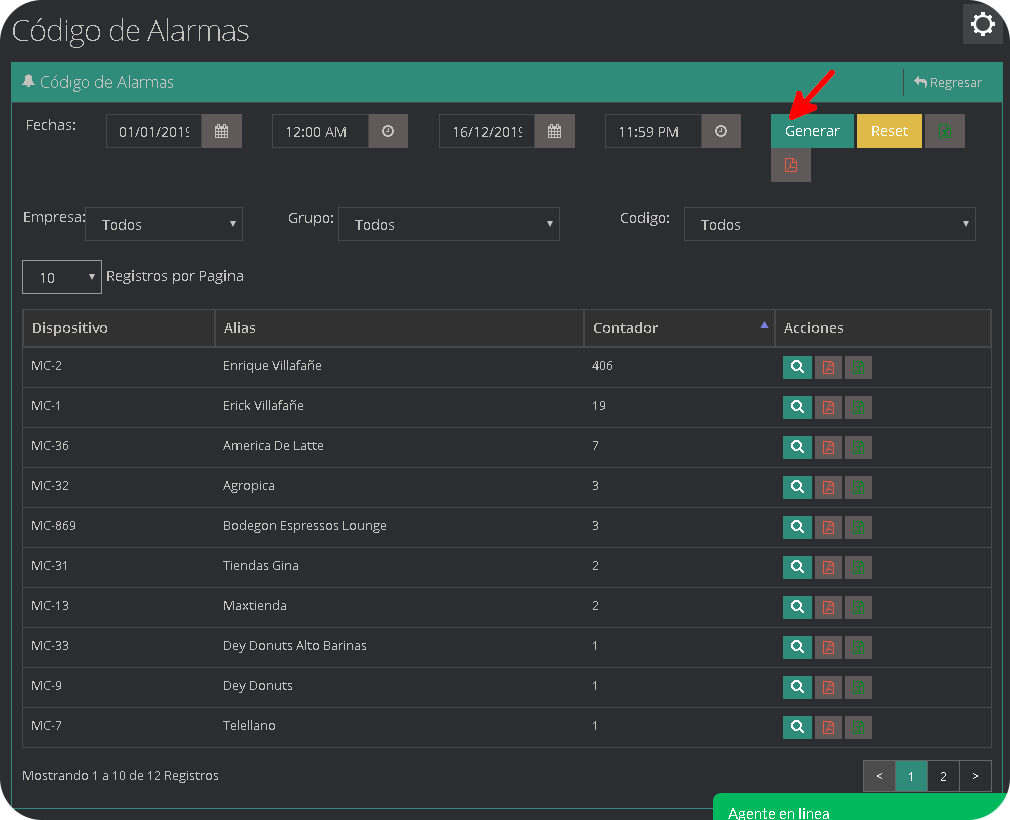 Código de Alarmas
Código de Alarmas
Regresar
Fechas: 01/01/2019 12:00 AM 16/12/2019 11:59 PM Generar Reset
Empresa: Todos Grupo: Todos Codigo: Todos
10 Registros por Pagina
Dispositivo Alias Contador Acciones
MC-2 Enrique Villafañe 406
MC-1 Erick Villafañe 19
MC-36 America De Latte 7
MC-32 Agropica 3
MC-869 Bodegon Espressos Lounge 3
MC-31 Tiendas Gina 2
MC-13 Maxtienda 2
MC-33 Dey Donuts Alto Barinas 1
MC-9 Dey Donuts 1
MC-7 Telellano 1
Mostrando 1 a 10 de 12 Registros < 1 2 >
Agente en linea